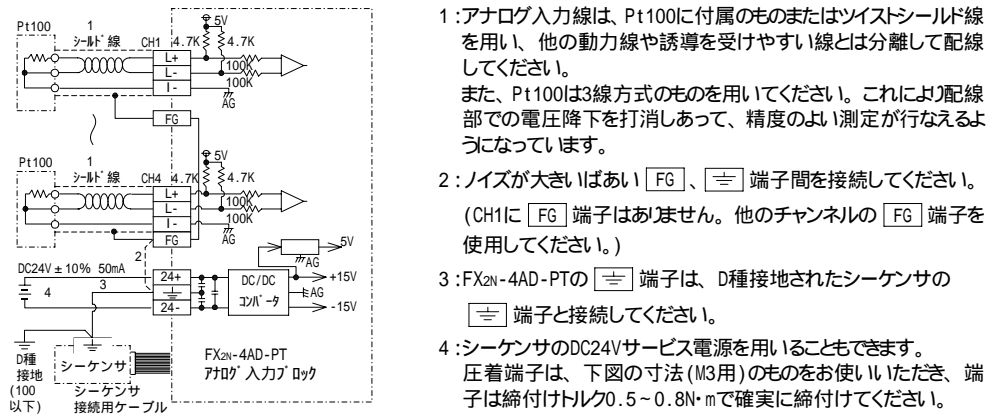 Pt100
1
シールド線
CH1
4.7K
5V
4.7K
100K
L+
L-
I-
100K
AG
FG
Pt100
1
シールド線
CH4
4.7K
5V
4.7K
100K
L+
L-
I-
100K
AG
FG
2
DC24V±10% 50mA
4
3
24+
24-
DC/DC
コンバータ
5V
AG
+15V
AG
-15V
D種
接地
(100
以下)
シーケンサ
シーケンサ
接続用ケーブル
FX2N-4AD-PT
アナログ入力ブロック
1:アナログ入力線は、Pt100に付属のものまたはツイストシールド線
を用い、他の動力線や誘導を受けやすい線とは分離して配線
してください。
また、Pt100は3線方式のものを用いてください。これにより配線
部での電圧降下を打消しあって、精度のよい測定が行なえるよ
うになっています。
2:ノイズが大きいばあい FG 、 端子間を接続してください。
(CH1に FG 端子はありません。他のチャンネルの FG 端子を
使用してください。)
3:FX2N-4AD-PTの 端子は、D種接地されたシーケンサの
端子と接続してください。
4:シーケンサのDC24Vサービス電源を用いることもできます。
圧着端子は、下図の寸法(M3用)のものをお使いいただき、端
子は締付けトルク0.5~0.8N・mで確実に締付けてください。